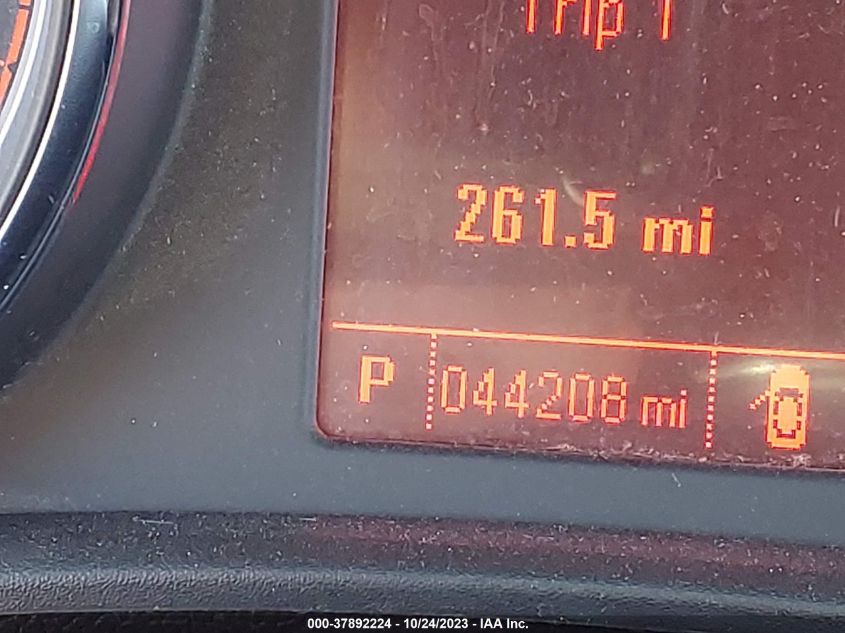 Trip 1
261.5 mi
P 044208 mi
000-37892224 - 10/24/2023 - IAA Inc.